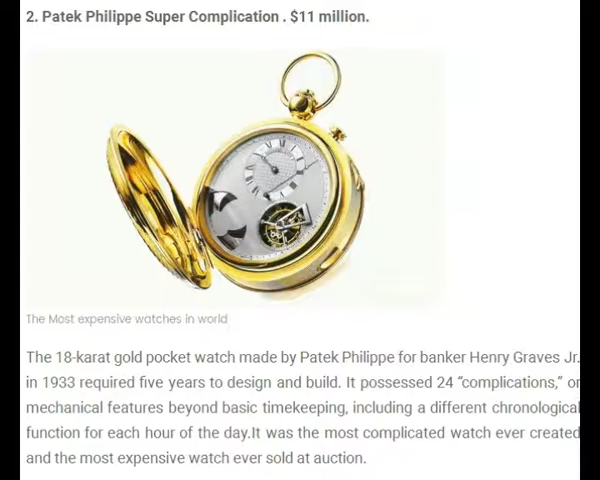 2. Patek Philippe Super Complication . $11 million.
The Most expensive watches in world
The 18-karat gold pocket watch made by Patek Philippe for banker Henry Graves Jr.
in 1933 required five years to design and build. It possessed 24 “complications,” or
mechanical features beyond basic timekeeping, including a different chronological
function for each hour of the day.It was the most complicated watch ever created
and the most expensive watch ever sold at auction.